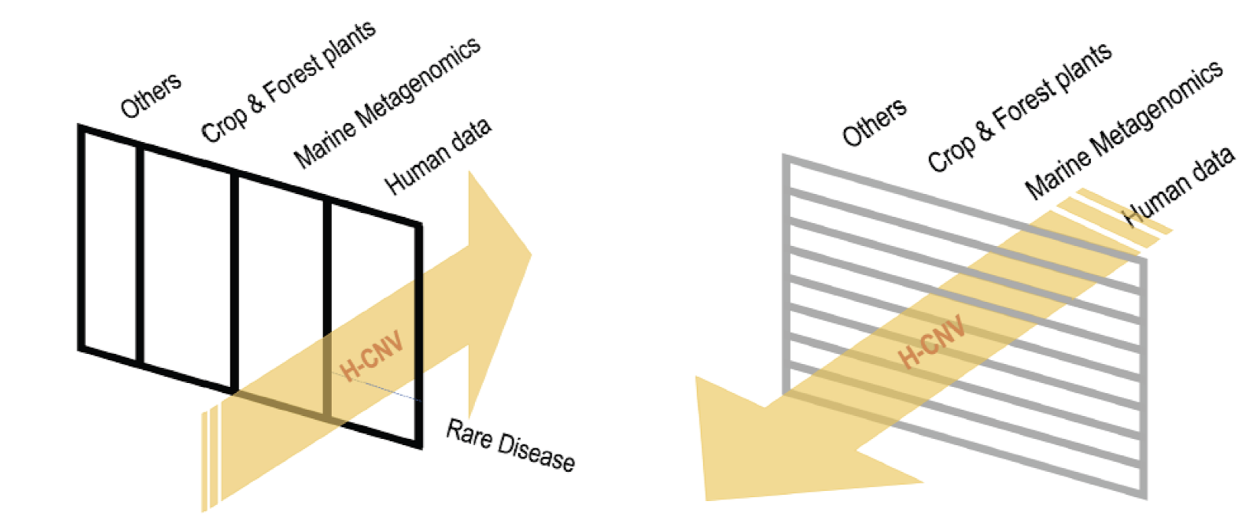 Others
Crop & Forest plants
Marine Metagenomics
Human data
H-CNV
Rare Disease
Others
Crop & Forest plants
Marine Metagenomics
Human data
H-CNV